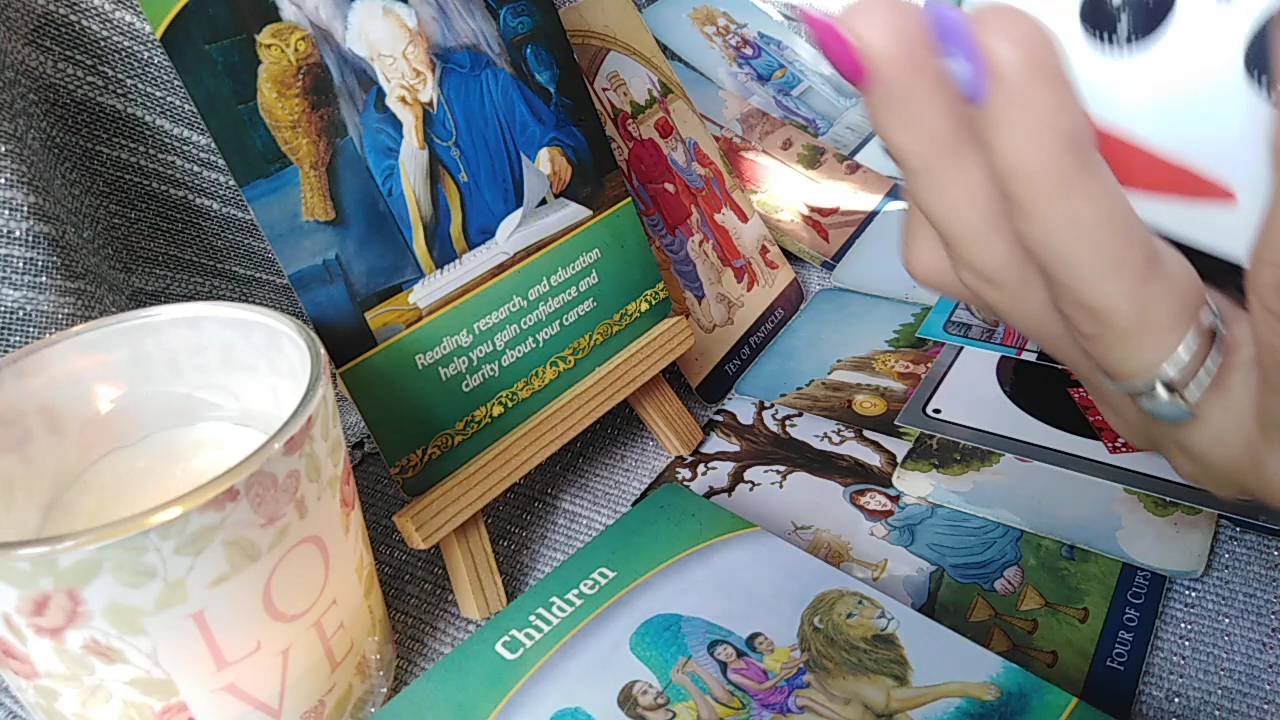 Reading, research, and education
help you gain confidence and
clarity about your career.
TEN OF PENTACLES
Children
FOUR OF CUPS
LO
VE